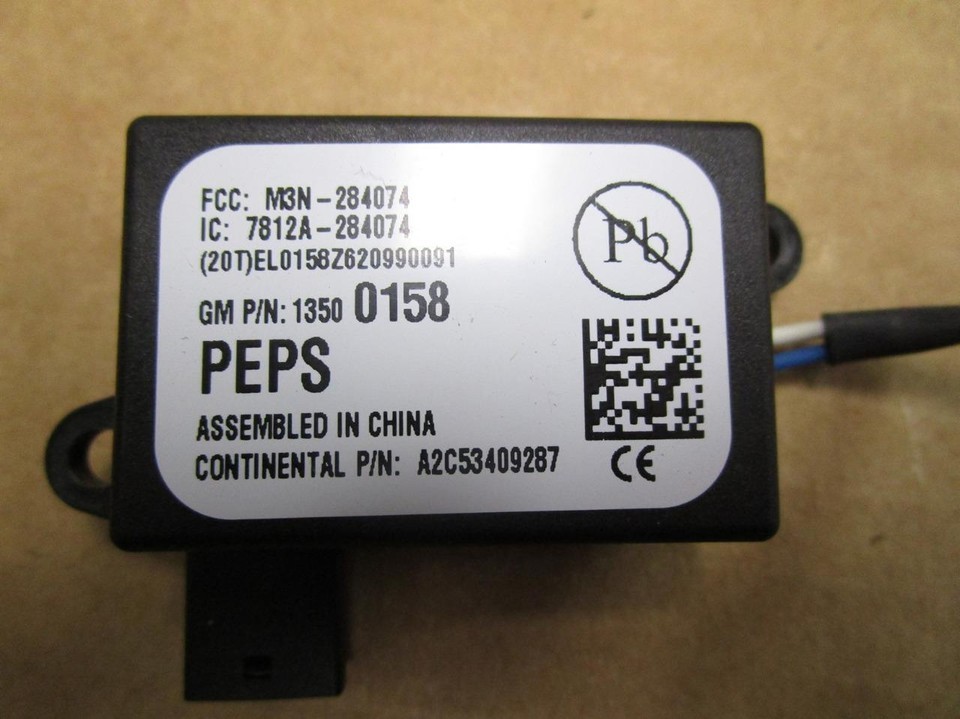 FCC: M3N-284074
IC: 7812A-284074
(20T)EL0158Z620990091
GM P/N: 1350 0158
PEPS
ASSEMBLED IN CHINA
CONTINENTAL P/N: A2C53409287
Pb
CE